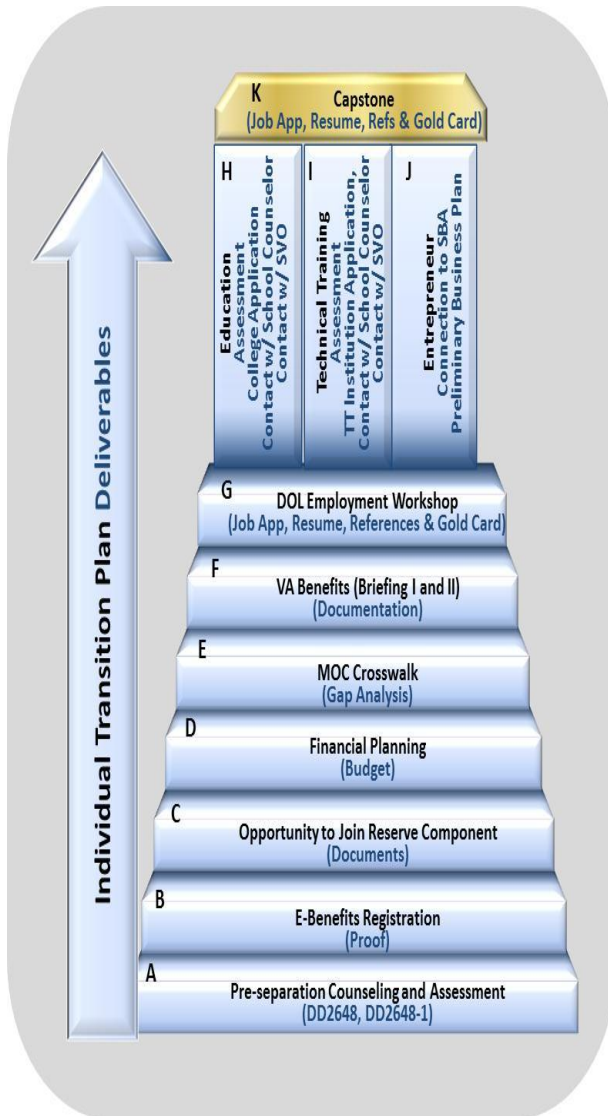 K
Capstone
(Job App, Resume, Refs & Gold Card)
H
Education
Assessment
College Application
Contact w/ School Counselor
Contact w/ SVO
I
Technical Training
Assessment
TT Institution Application,
Contact w/ School Counselor
Contact w/ SVO
J
Entrepreneur
Connection to SBA
Preliminary Business Plan
G
DOL Employment Workshop
(Job App, Resume, References & Gold Card)
F
VA Benefits (Briefing I and II)
(Documentation)
E
MOC Crosswalk
(Gap Analysis)
D
Financial Planning
(Budget)
C
Opportunity to Join Reserve Component
(Documents)
B
E-Benefits Registration
(Proof)
A
Pre-separation Counseling and Assessment
(DD2648, DD2648-1)
Individual Transition Plan Deliverables